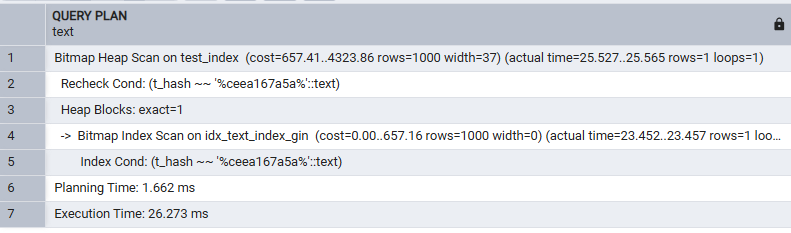 QUERY PLAN
text
1 Bitmap Heap Scan on test_index (cost=657.41..4323.86 rows=1000 width=37) (actual time=25.527..25.565 rows=1 loops=1)
2 Recheck Cond: (t_hash ~~ '%ceea167a5a%'::text)
3 Heap Blocks: exact=1
4 -> Bitmap Index Scan on idx_text_index_gin (cost=0.00..657.16 rows=1000 width=0) (actual time=23.452..23.457 rows=1 loo...
5 Index Cond: (t_hash ~~ '%ceea167a5a%'::text)
6 Planning Time: 1.662 ms
7 Execution Time: 26.273 ms